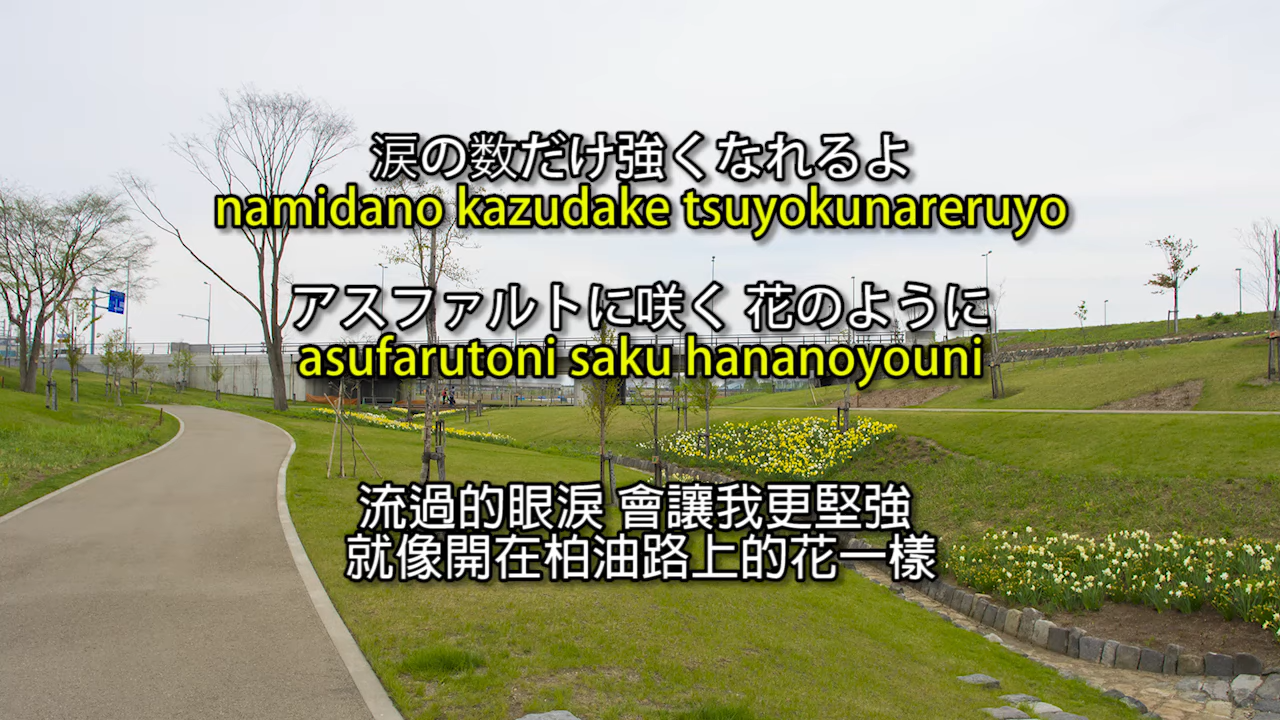 涙の数だけ強くなれるよ
namidano kazudake tsuyokunareruyo
アスファルトに咲く 花のように
asufarutoni saku hananoyouni
流過的眼淚 會讓我更堅強
就像開在柏油路上的花一樣